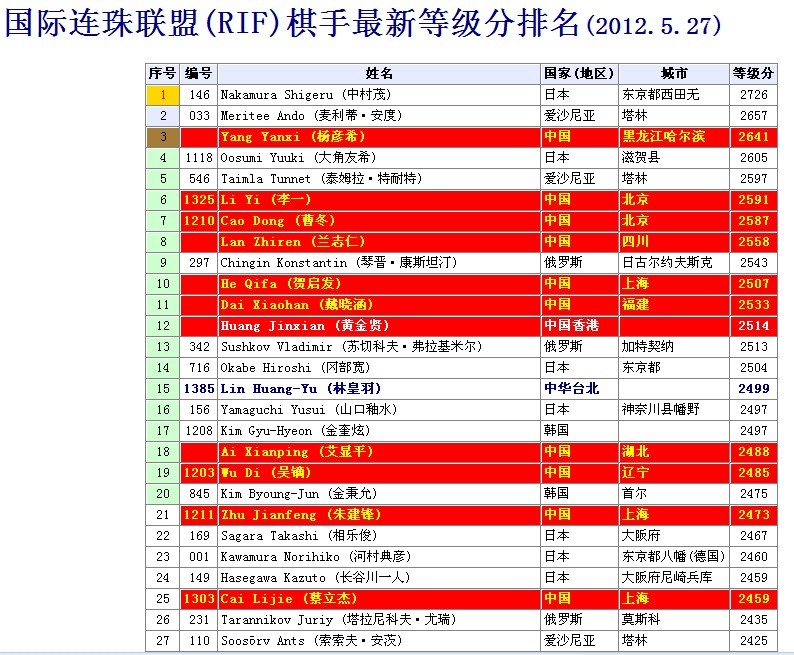 国际连珠联盟(RIF)棋手最新等级分排名(2012.5.27)
序号 编号 姓名 国家(地区) 城市 等级分
1 146 Nakamura Shigeru (中村茂) 日本 东京都西田无 2726
2 033 Meritee Ando (麦利蒂·安度) 爱沙尼亚 塔林 2657
3 Yang Yanxi (杨彦希) 中国 黑龙江哈尔滨 2641
4 1118 Oosumi Yuuki (大角友希) 日本 滋贺县 2605
5 546 Taimla Tunnet (泰姆拉·特耐特) 爱沙尼亚 塔林 2597
6 1325 Li Yi (李一) 中国 北京 2591
7 1210 Cao Dong (曹冬) 中国 北京 2587
8 Lan Zhiren (兰志仁) 中国 四川 2558
9 297 Chingin Konstantin (琴晋·康斯坦汀) 俄罗斯 日古尔约夫斯克 2543
10 He Qifa (贺启发) 中国 上海 2507
11 Dai Xiaohan (戴晓涵) 中国 福建 2533
12 Huang Jinxian (黄金贤) 中国香港 2514
13 342 Sushkov Vladimir (苏切科夫·弗拉基米尔) 俄罗斯 加特契纳 2513
14 716 Okabe Hiroshi (冈部宽) 日本 东京都 2504
15 1385 Lin Huang-Yu (林皇羽) 中华台北 2499
16 156 Yamaguchi Yusui (山口釉水) 日本 神奈川县幡野 2497
17 1208 Kim Gyu-Hyeon (金奎炫) 韩国 2497
18 Ai Xianping (艾显平) 中国 湖北 2488
19 1203 Wu Di (吴镝) 中国 辽宁 2485
20 845 Kim Byoung-Jun (金秉允) 韩国 首尔 2475
21 1211 Zhu Jianfeng (朱建锋) 中国 上海 2473
22 169 Sagara Takashi (相乐俊) 日本 大阪府 2467
23 001 Kawamura Norihiko (河村典彦) 日本 东京都八幡(德国) 2460
24 149 Hasegawa Kazuto (长谷川一人) 日本 大阪府尼崎兵库 2459
25 1303 Cai Lijie (蔡立杰) 中国 上海 2459
26 231 Tarannikov Juriy (塔拉尼科夫·尤瑞) 俄罗斯 莫斯科 2435
27 110 Soosõrv Ants (索索夫·安茨) 爱沙尼亚 塔林 2425